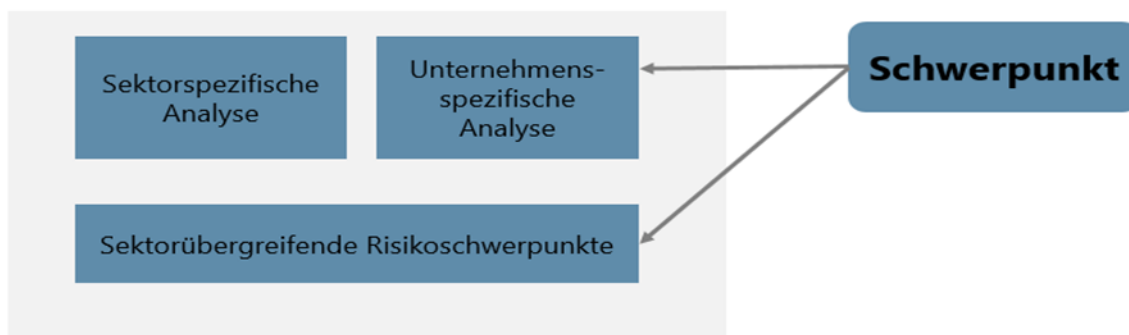 Sektorspezifische
Analyse
Unternehmens-
spezifische
Analyse
Schwerpunkt
Sektorübergreifende Risikoschwerpunkte